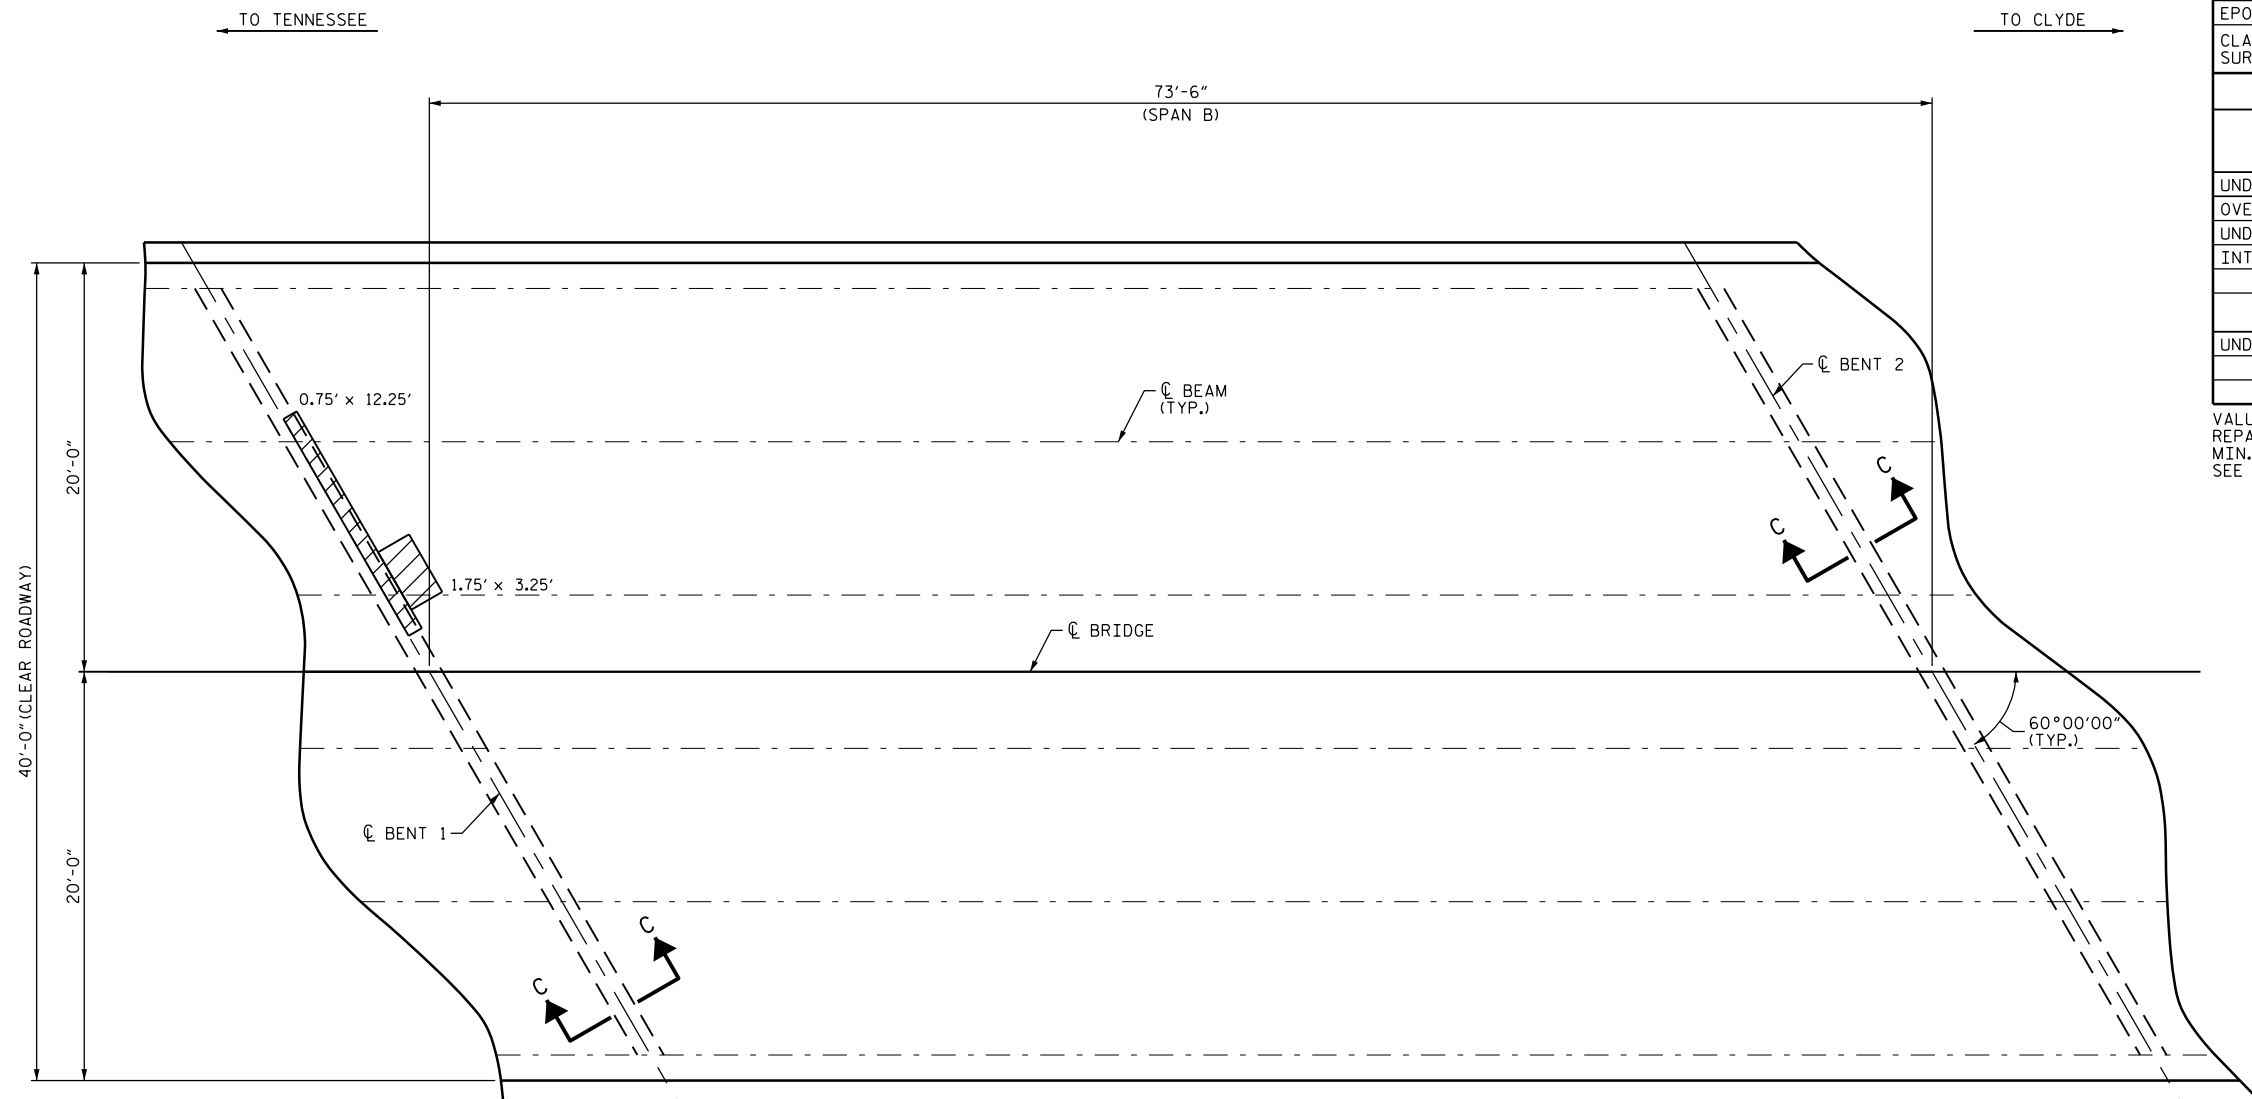 TO TENNESSEE
TO CLYDE
73'-6"
(SPAN B)
EPO
CLA
SUR
UND
OVE
UND
INT
UND
VALU
REPA
MIN.
SEE
℄ BENT 2
0.75' x 12.25'
℄ BEAM
(TYP.)
20'-0"
C
C
1.75' x 3.25'
40'-0" (CLEAR ROADWAY)
℄ BRIDGE
60°00'00"
(TYP.)
℄ BENT 1
20'-0"
C
C